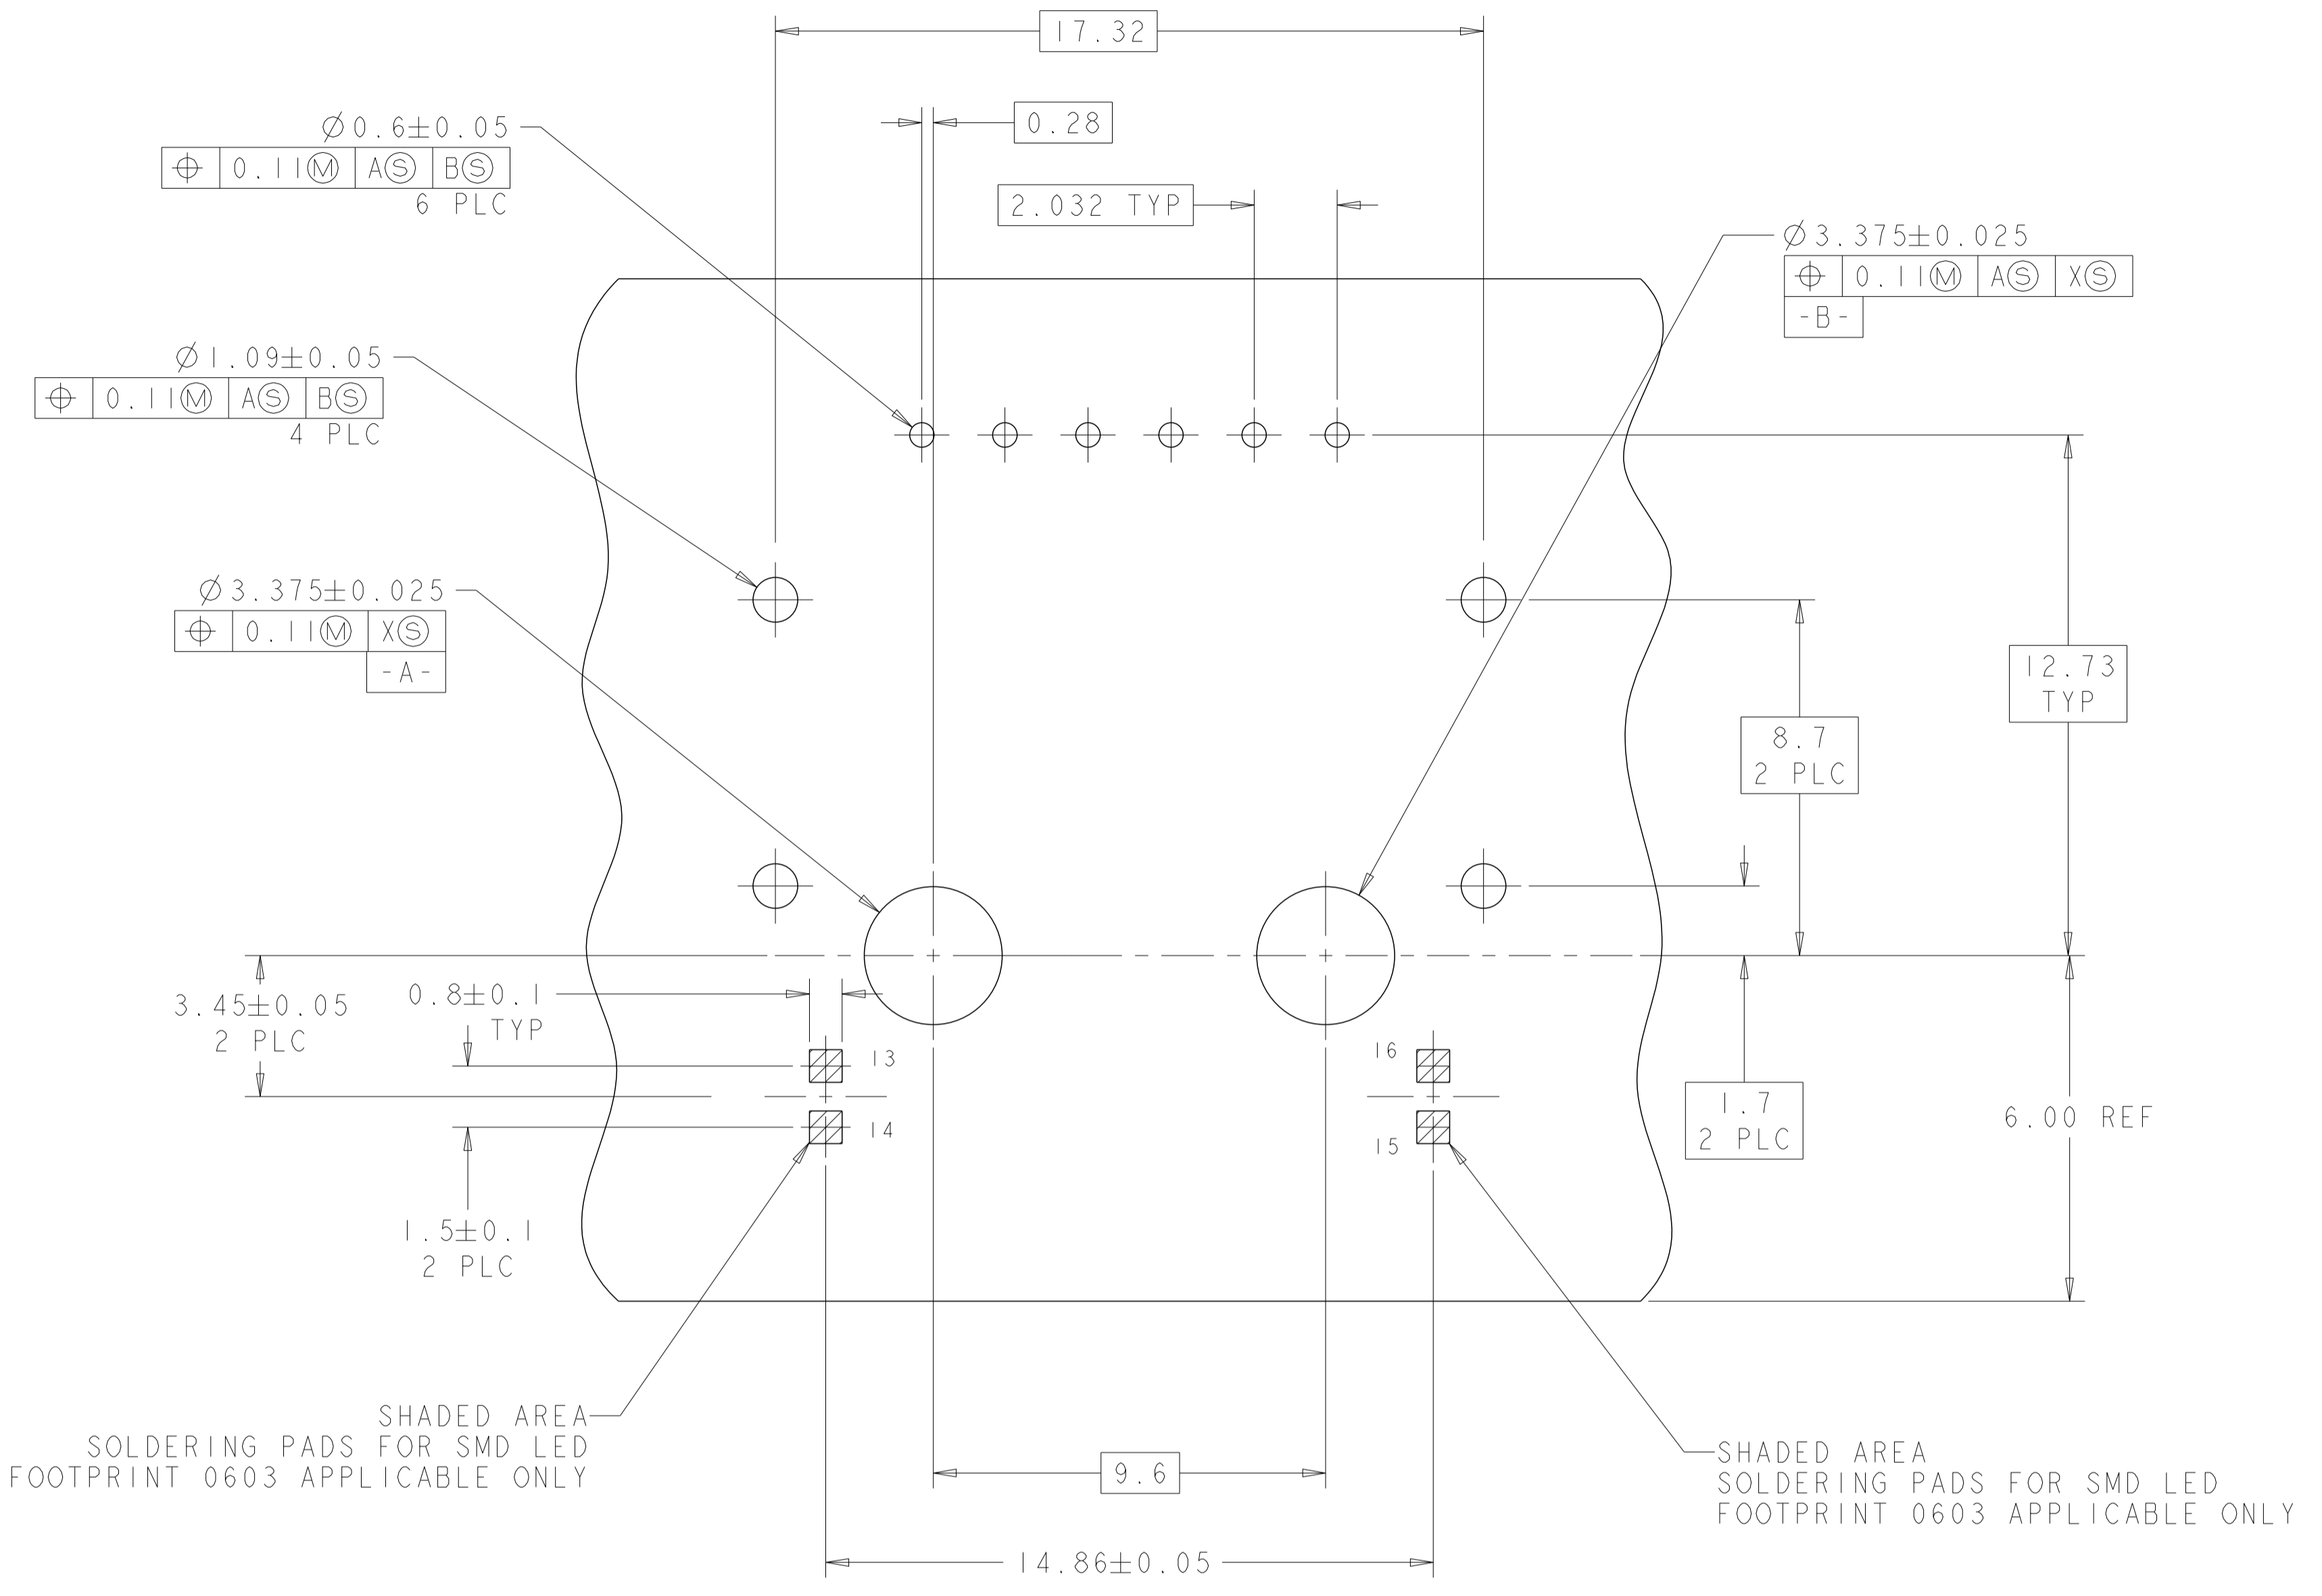 17.32
0.28
∅0.6±0.05
⌖ 0.11Ⓜ AⓈ BⓈ
6 PLC
2.032 TYP
∅3.375±0.025
⌖ 0.11Ⓜ AⓈ XⓈ
-B-
∅1.09±0.05
⌖ 0.11Ⓜ AⓈ BⓈ
4 PLC
∅3.375±0.025
⌖ 0.11Ⓜ XⓈ
-A-
12.73
TYP
8.7
2 PLC
3.45±0.05
2 PLC
0.8±0.1
TYP
13
16
14
15
1.7
2 PLC
6.00 REF
1.5±0.1
2 PLC
SHADED AREA
SOLDERING PADS FOR SMD LED
FOOTPRINT 0603 APPLICABLE ONLY
SHADED AREA
SOLDERING PADS FOR SMD LED
FOOTPRINT 0603 APPLICABLE ONLY
9.6
14.86±0.05